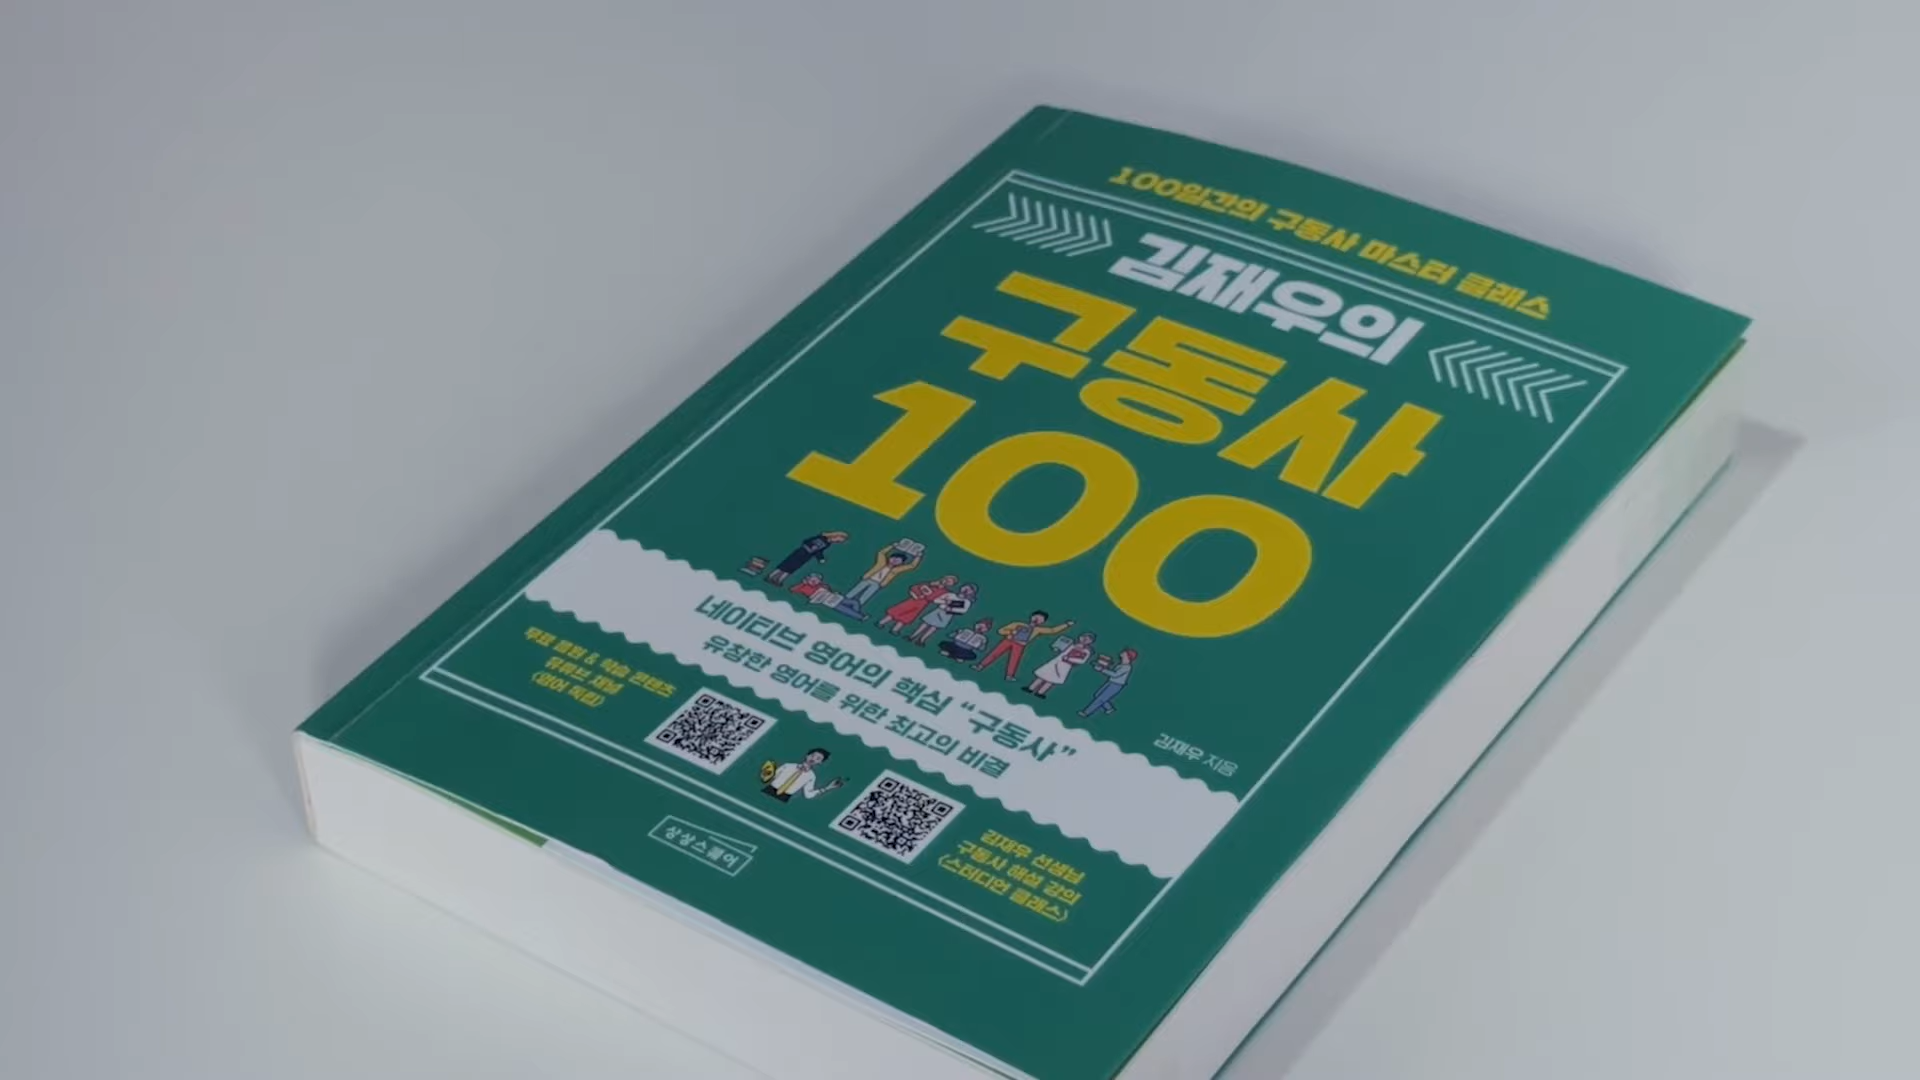 100일간의 구동사 마스터 클래스
김재우의
구동사
100
네이티브 영어의 핵심 “구동사”
유창한 영어를 위한 최고의 비결
김재우 지음
무료 음원 & 학습 콘텐츠
유튜브 채널
〈영어 독립〉
김재우 선생님
구동사 해설 강의
〈스터디언 클래스〉
상상스퀘어